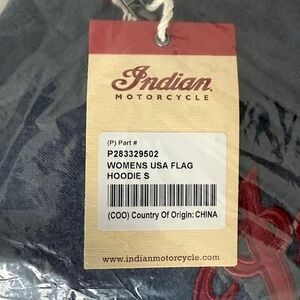 Indian
MOTORCYCLE
(P) Part #
P283329502
WOMENS USA FLAG
HOODIE S
(COO) Country Of Origin: CHINA
www.indianmotorcycle.com